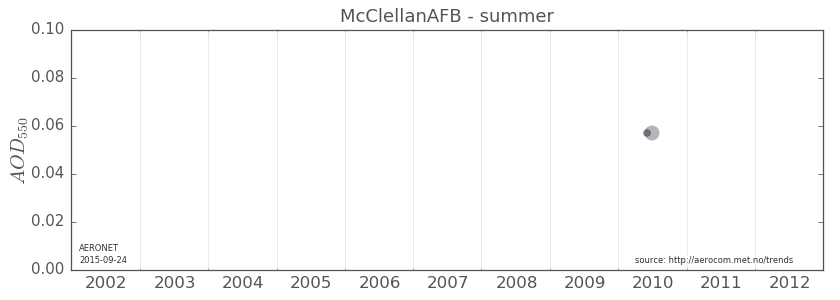 McClellanAFB - summer
0.10
0.08
0.06
0.04
0.02
0.00
AOD550
AERONET
2015-09-24
source: http://aerocom.met.no/trends
2002 2003 2004 2005 2006 2007 2008 2009 2010 2011 2012